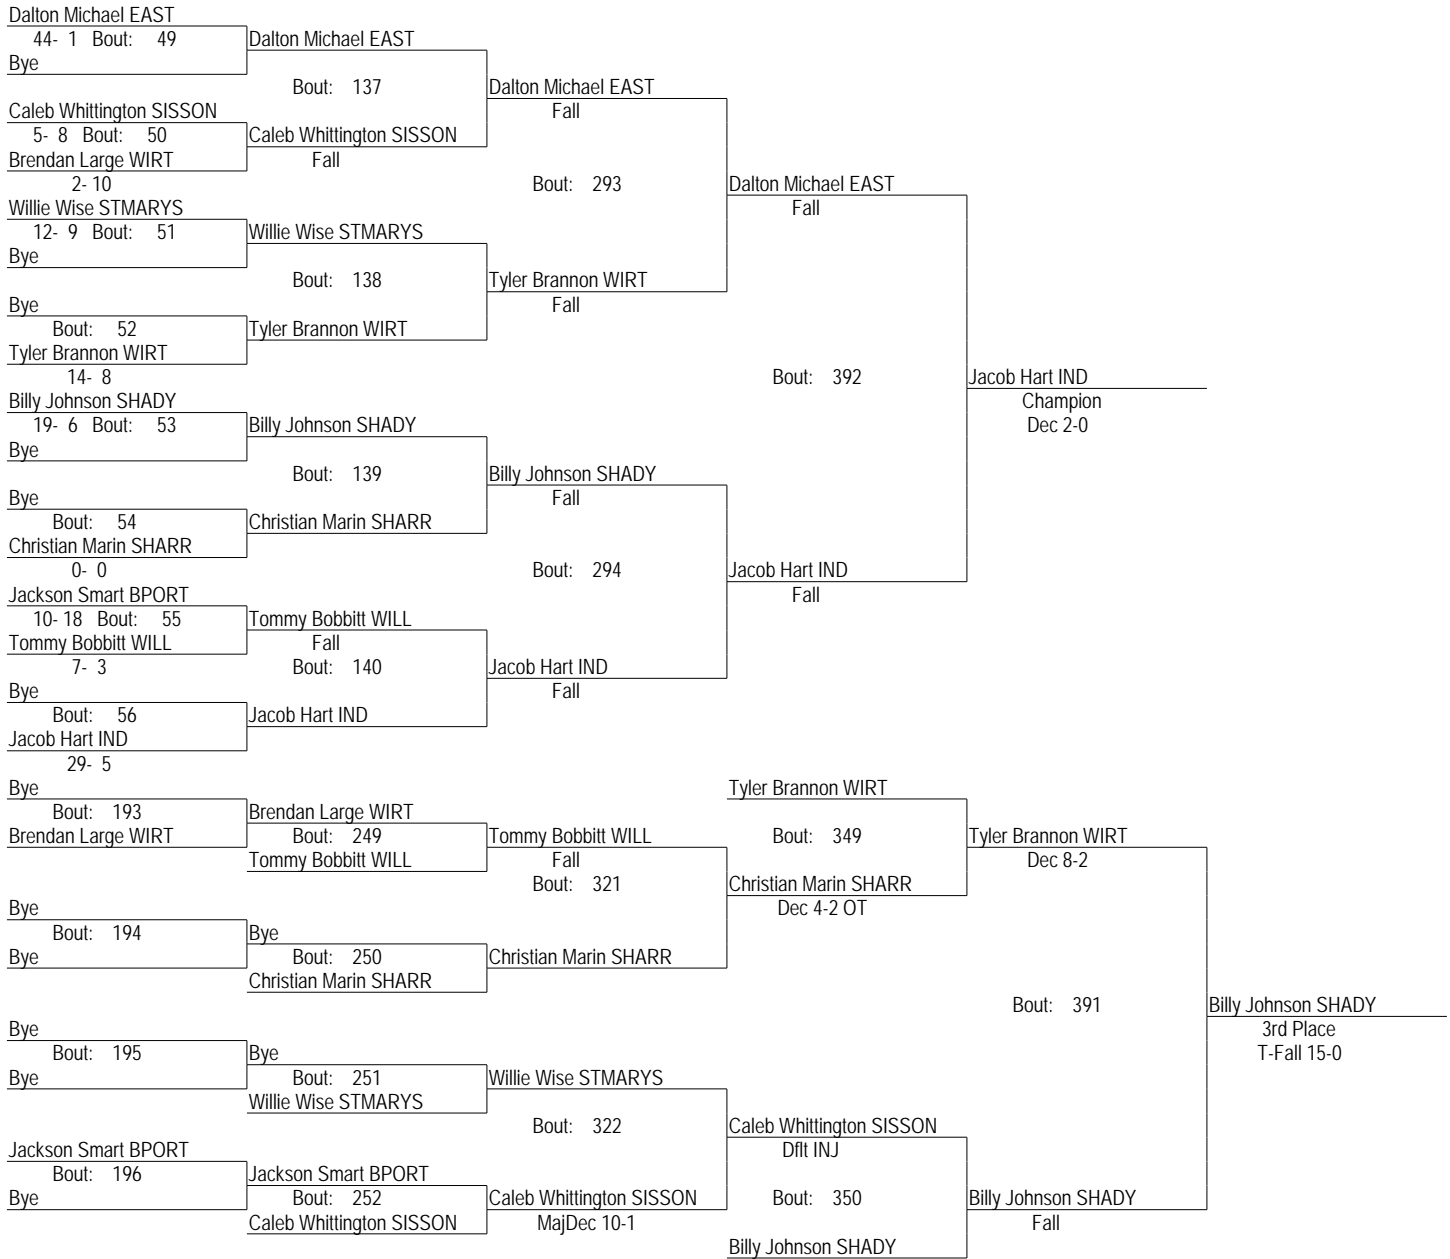 Dalton Michael EAST
44- 1 Bout: 49
Dalton Michael EAST
Bye
Bout: 137
Dalton Michael EAST
Caleb Whittington SISSON
Fall
5- 8 Bout: 50
Caleb Whittington SISSON
Brendan Large WIRT
Fall
2- 10
Bout: 293
Dalton Michael EAST
Willie Wise STMARYS
Fall
12- 9 Bout: 51
Willie Wise STMARYS
Bye
Bout: 138
Tyler Brannon WIRT
Bye
Fall
Bout: 52
Tyler Brannon WIRT
Tyler Brannon WIRT
14- 8
Bout: 392
Jacob Hart IND
Billy Johnson SHADY
Champion
19- 6 Bout: 53
Billy Johnson SHADY
Dec 2-0
Bye
Bout: 139
Billy Johnson SHADY
Bye
Fall
Bout: 54
Christian Marin SHARR
Christian Marin SHARR
0- 0
Bout: 294
Jacob Hart IND
Jackson Smart BPORT
Fall
10- 18 Bout: 55
Tommy Bobbitt WILL
Tommy Bobbitt WILL
Fall
7- 3
Bout: 140
Jacob Hart IND
Bye
Fall
Bout: 56
Jacob Hart IND
Jacob Hart IND
29- 5
Bye
Tyler Brannon WIRT
Bout: 193
Brendan Large WIRT
Brendan Large WIRT
Bout: 249
Tommy Bobbitt WILL
Bout: 349
Tyler Brannon WIRT
Tommy Bobbitt WILL
Fall
Dec 8-2
Bout: 321
Christian Marin SHARR
Bye
Dec 4-2 OT
Bout: 194
Bye
Bye
Bout: 250
Christian Marin SHARR
Christian Marin SHARR
Bout: 391
Billy Johnson SHADY
Bye
3rd Place
Bout: 195
Bye
T-Fall 15-0
Bye
Bout: 251
Willie Wise STMARYS
Willie Wise STMARYS
Bout: 322
Caleb Whittington SISSON
Jackson Smart BPORT
Dflt INJ
Bout: 196
Jackson Smart BPORT
Bye
Bout: 252
Caleb Whittington SISSON
Bout: 350
Billy Johnson SHADY
Caleb Whittington SISSON
MajDec 10-1
Fall
Billy Johnson SHADY